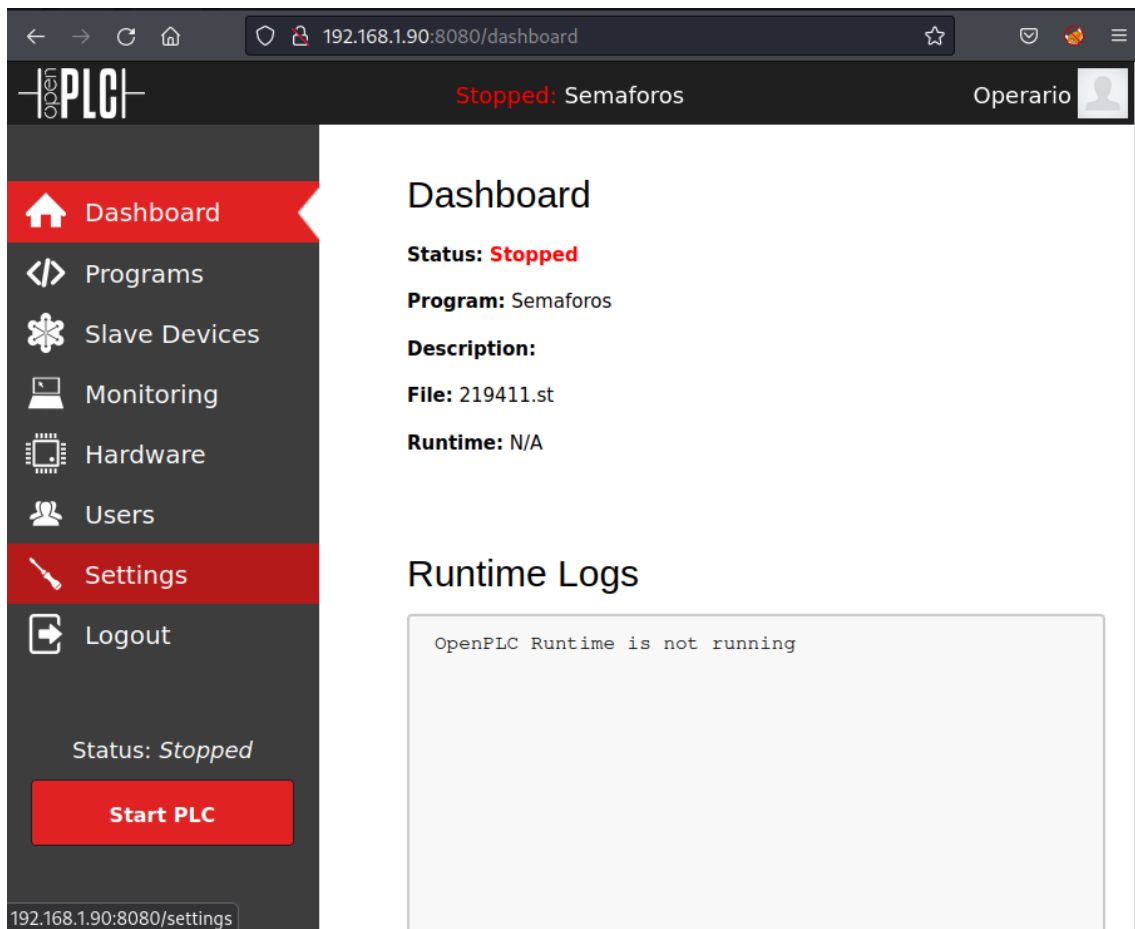 192.168.1.90:8080/dashboard
open PLC
Stopped: Semaforos
Operario
Dashboard
Programs
Slave Devices
Monitoring
Hardware
Users
Settings
Logout
Status: Stopped
Start PLC
192.168.1.90:8080/settings
Dashboard
Status: Stopped
Program: Semaforos
Description:
File: 219411.st
Runtime: N/A
Runtime Logs
OpenPLC Runtime is not running